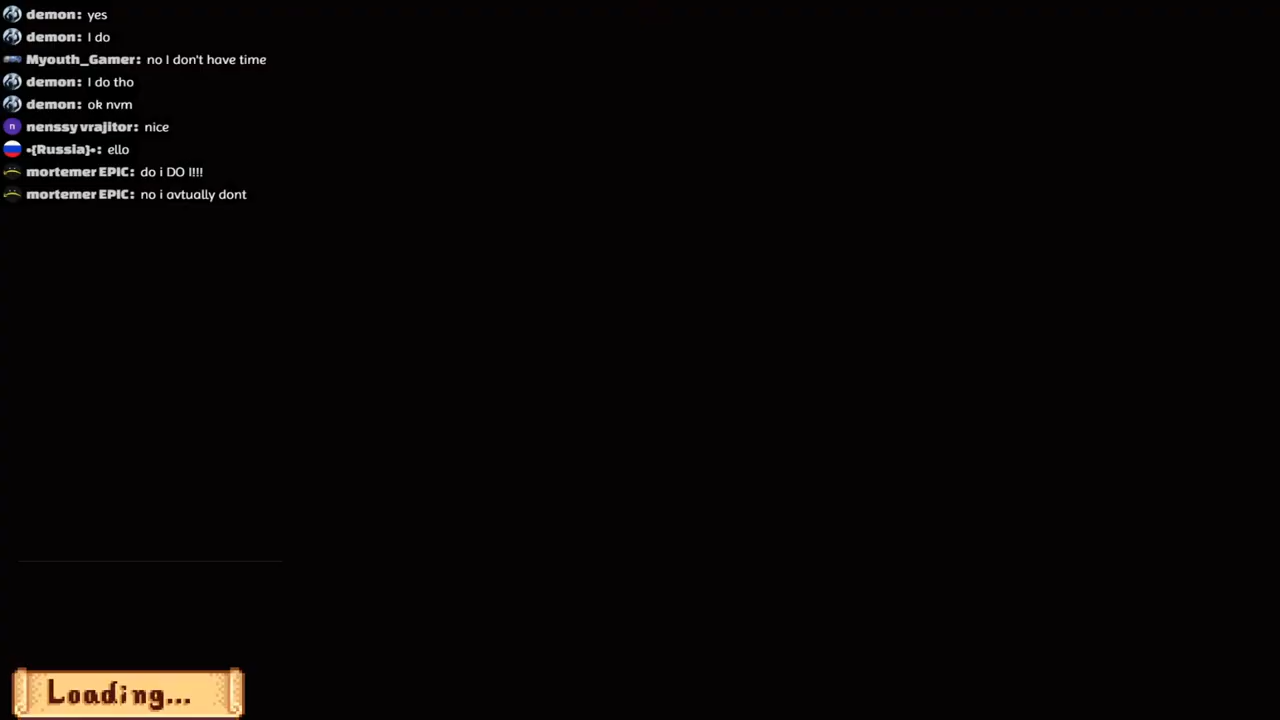 demon: yes
demon: I do
Myouth_Gamer: no I don't have time
demon: I do tho
demon: ok nvm
n nenssy vrajitor: nice
•{Russia}•: ello
mortemer EPIC: do i DO I!!!
mortemer EPIC: no i avtually dont
Loading...